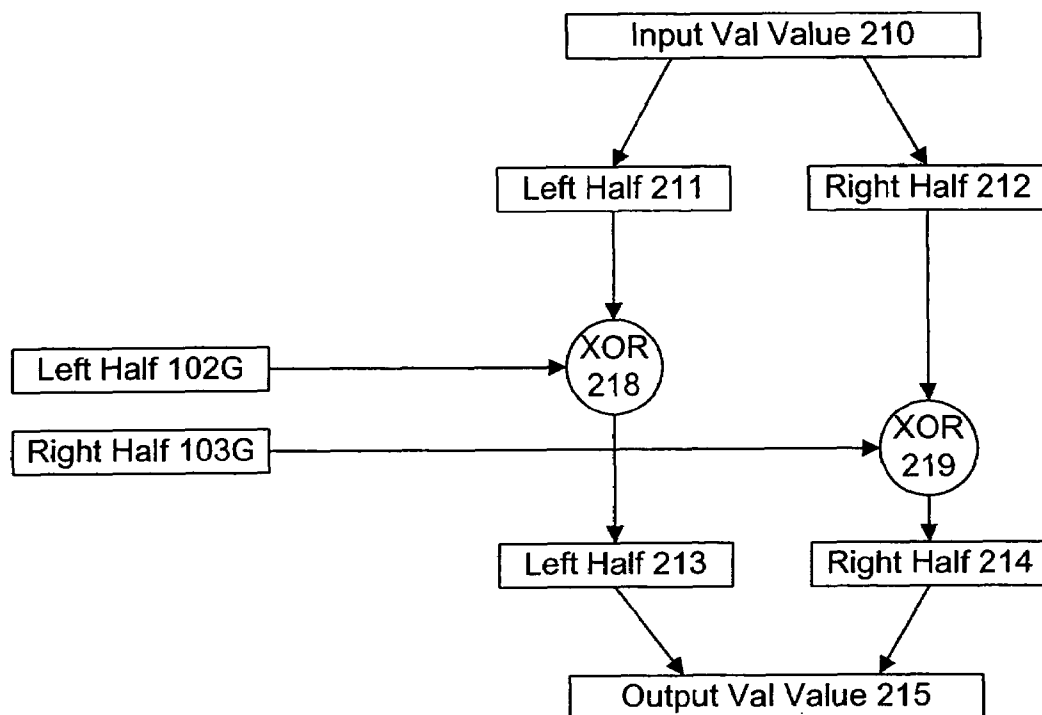 Input Val Value 210
Left Half 211
Right Half 212
XOR
218
Left Half 102G
XOR
219
Right Half 103G
Left Half 213
Right Half 214
Output Val Value 215